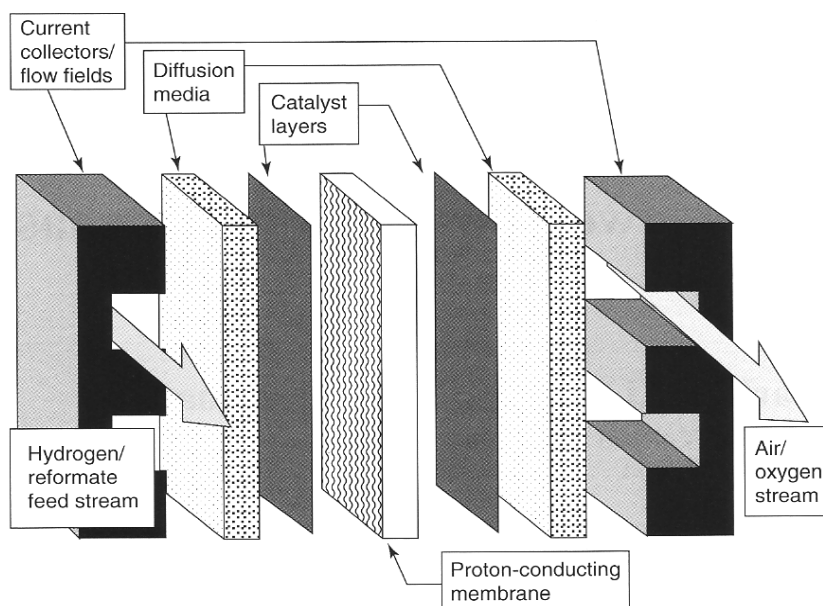 Current
collectors/
flow fields
Diffusion
media
Catalyst
layers
Hydrogen/
reformate
feed stream
Air/
oxygen
stream
Proton-conducting
membrane